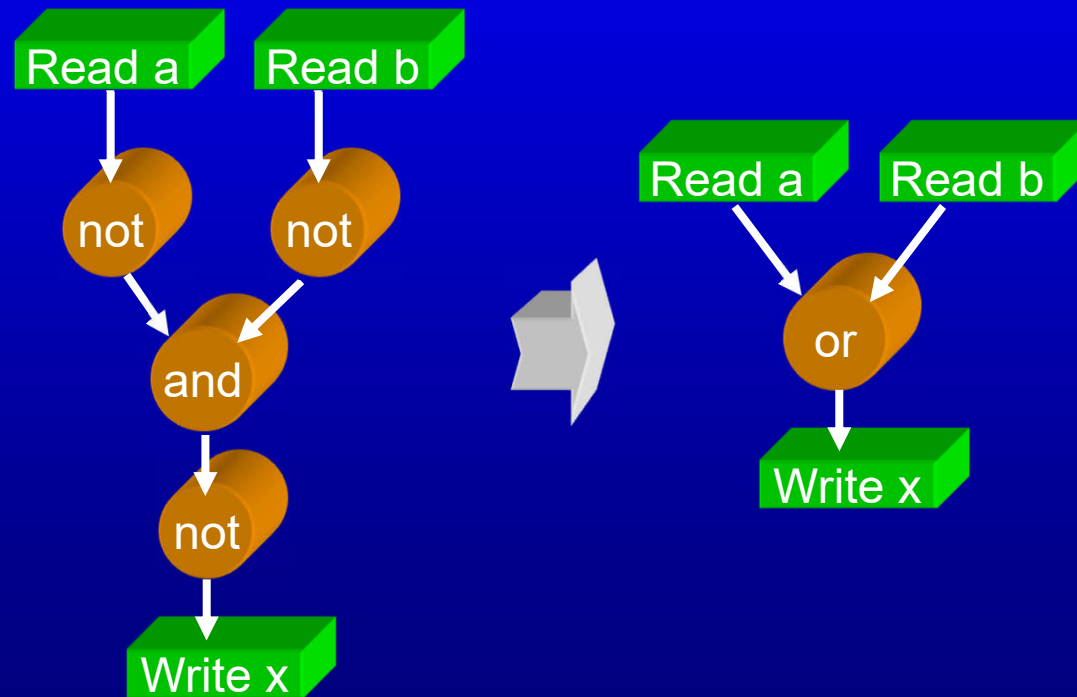 Read a
Read b
not
not
and
not
Write x
Read a
Read b
or
Write x